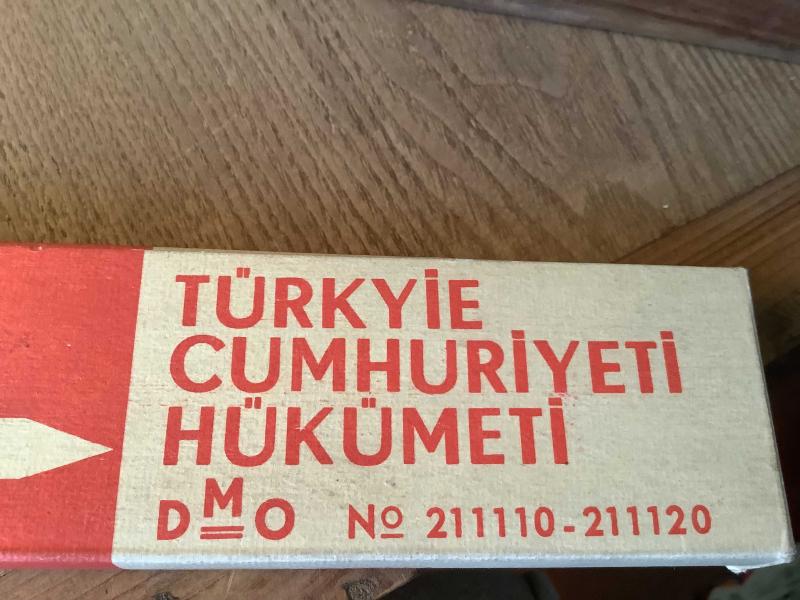 TÜRKYİE
CUMHURİYETİ
HÜKÜMETİ
DMO No 211110-211120